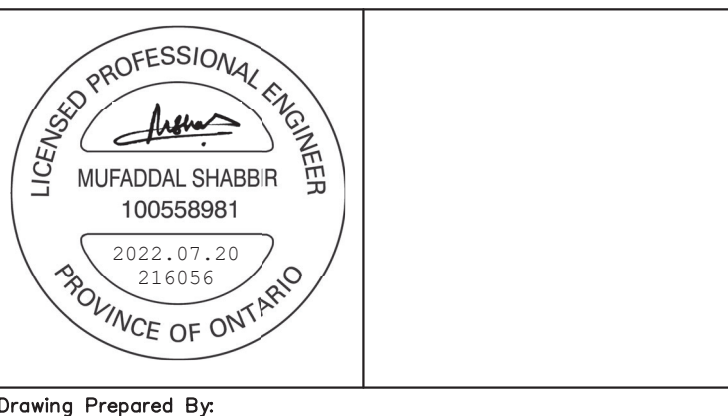 LICENSED PROFESSIONAL ENGINEER
MUFADDAL SHABBIR
100558981
2022.07.20
216056
PROVINCE OF ONTARIO
Drawing Prepared By: